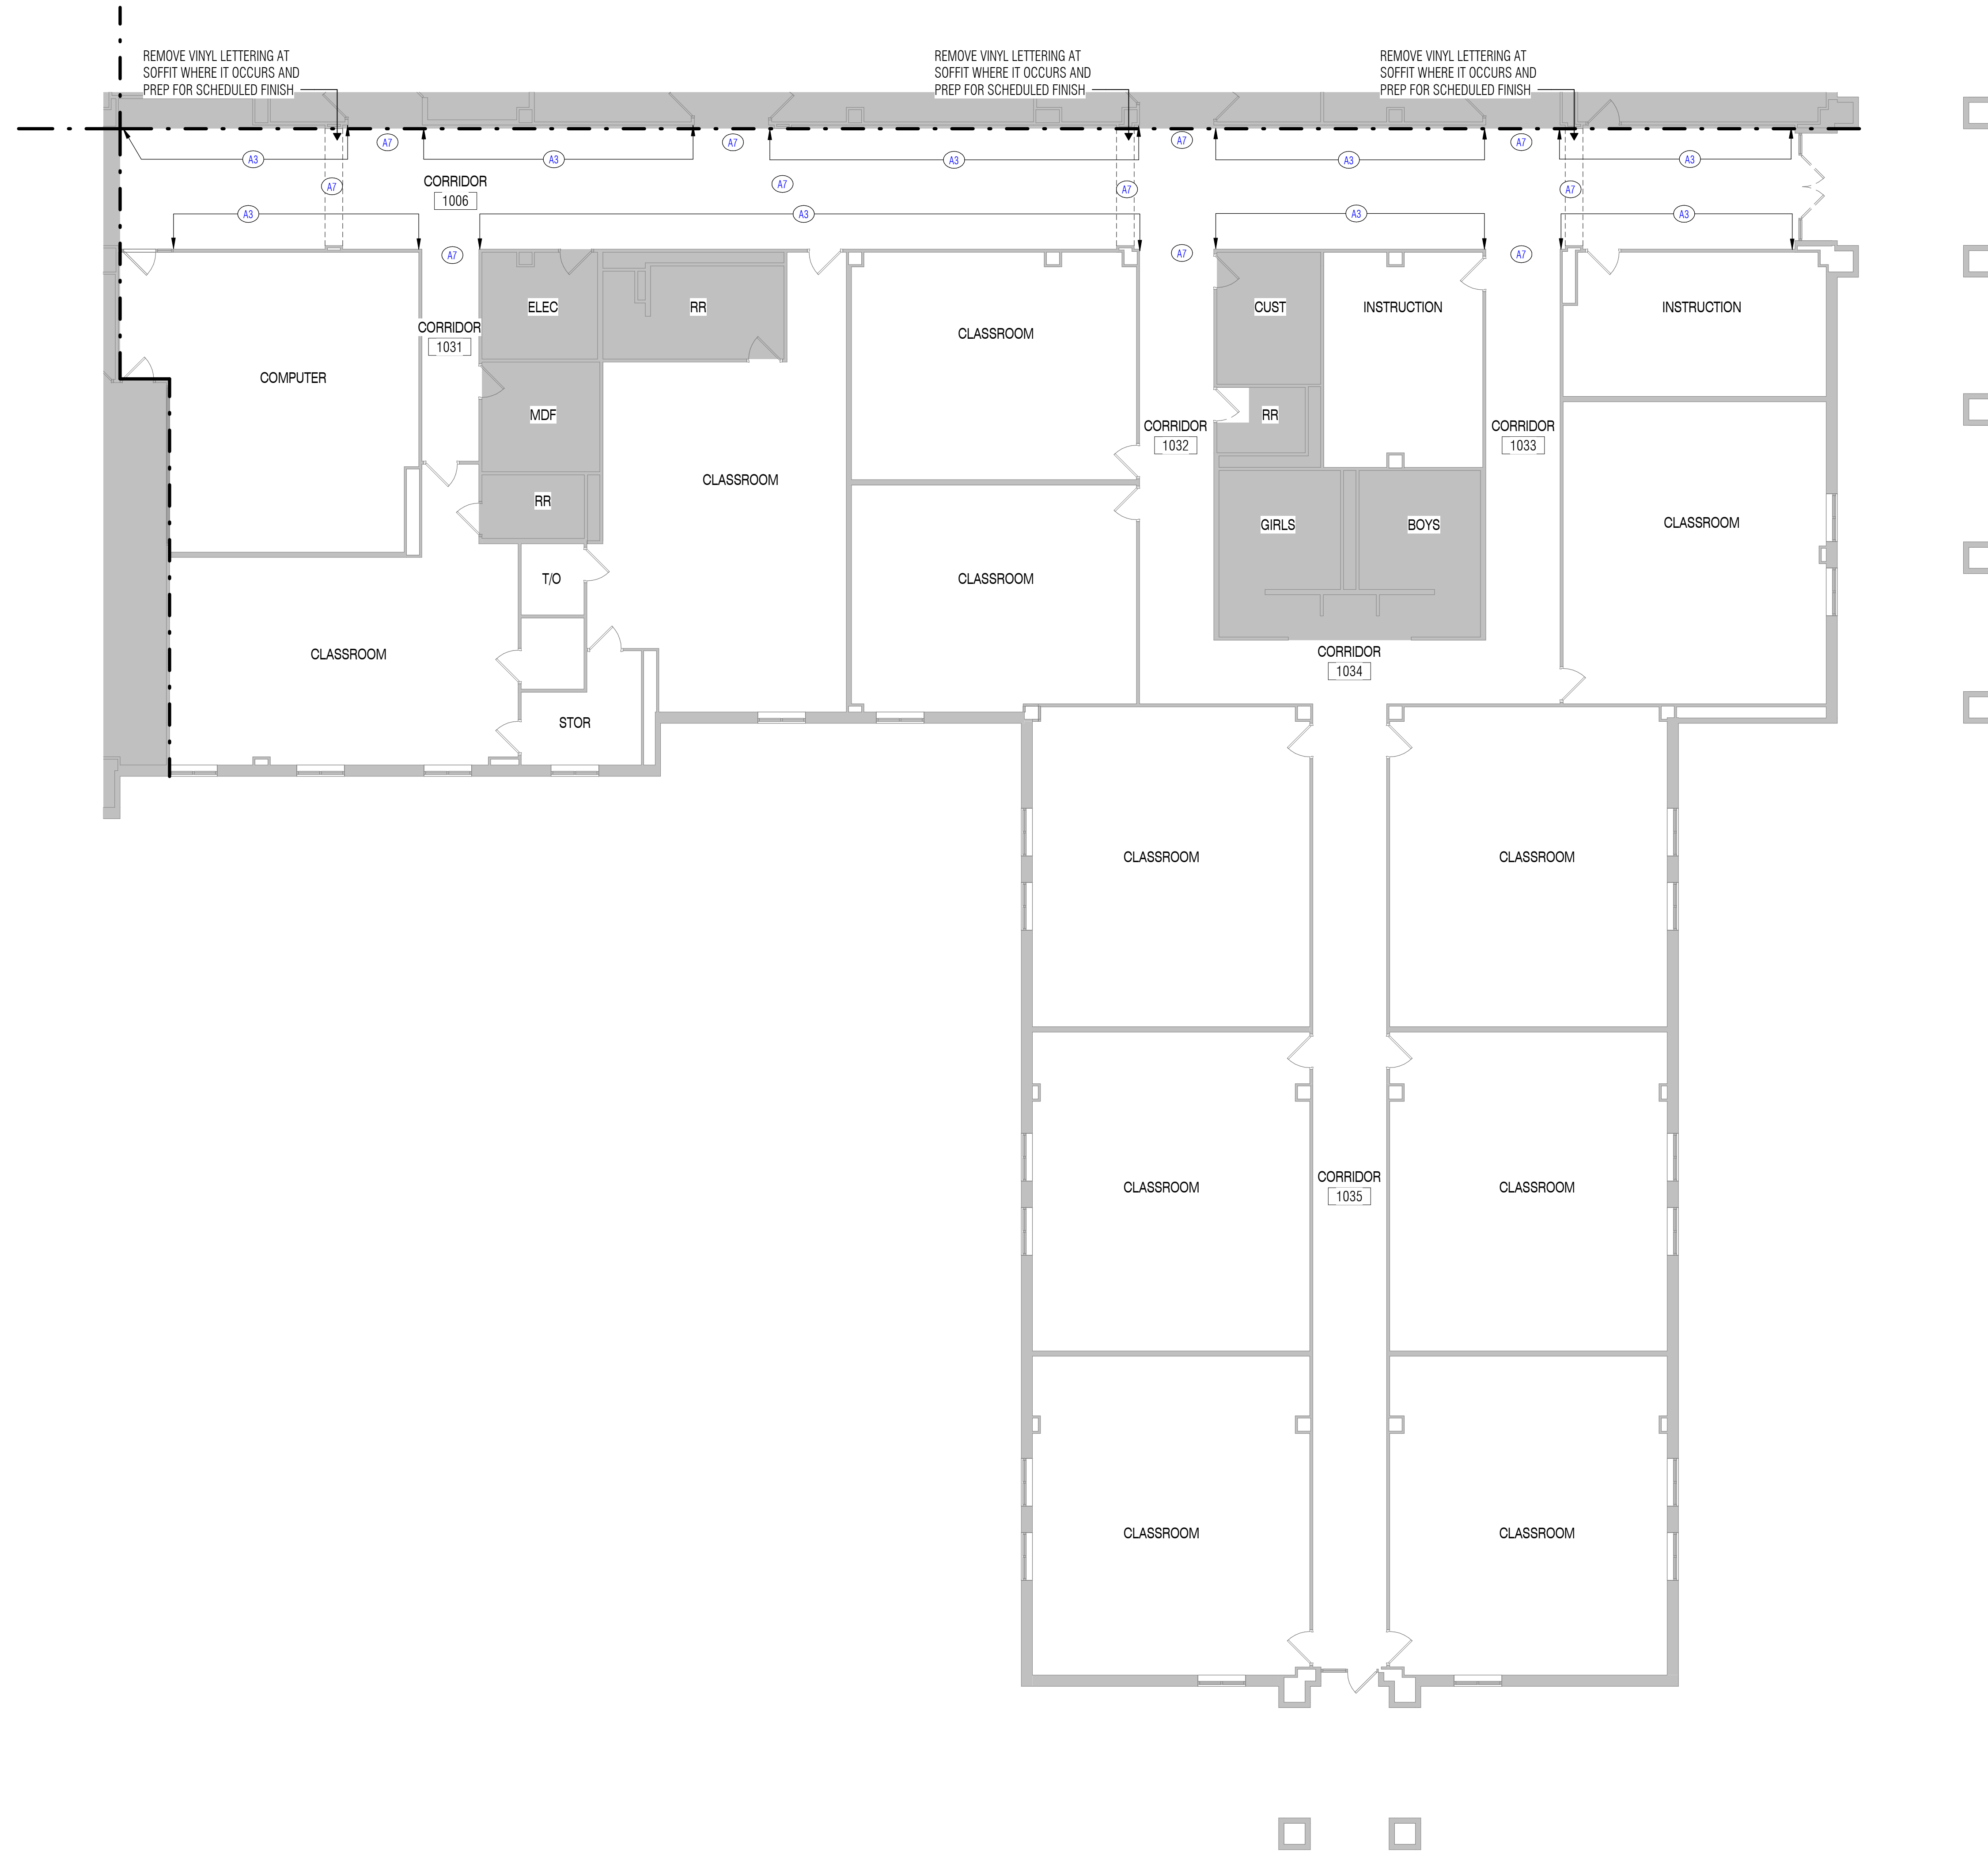 REMOVE VINYL LETTERING AT
SOFFIT WHERE IT OCCURS AND
PREP FOR SCHEDULED FINISH
REMOVE VINYL LETTERING AT
SOFFIT WHERE IT OCCURS AND
PREP FOR SCHEDULED FINISH
REMOVE VINYL LETTERING AT
SOFFIT WHERE IT OCCURS AND
PREP FOR SCHEDULED FINISH
A7
A7
A7
A7
A3
A3
A3
A3
A3
A7
CORRIDOR
1006
A7
A7
A7
A3
A3
A3
A3
A7
A7
A7
ELEC
RR
CUST
INSTRUCTION
INSTRUCTION
CORRIDOR
1031
CLASSROOM
COMPUTER
MDF
RR
CORRIDOR
1032
CORRIDOR
1033
CLASSROOM
RR
GIRLS
BOYS
CLASSROOM
T/O
CLASSROOM
CLASSROOM
CORRIDOR
1034
STOR
CLASSROOM
CLASSROOM
CORRIDOR
1035
CLASSROOM
CLASSROOM
CLASSROOM
CLASSROOM